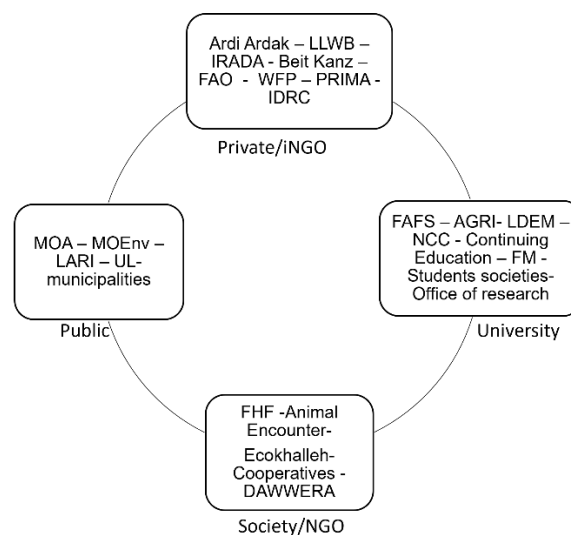 Ardi Ardak – LLWB –
IRADA - Beit Kanz –
FAO - WFP – PRIMA -
IDRC
Private/iNGO
MOA – MOEnv –
LARI – UL-
municipalities
Public
FAFS – AGRI- LDEM –
NCC - Continuing
Education – FM -
Students societies-
Office of research
University
FHF -Animal
Encounter-
Ecokhalleh-
Cooperatives -
DAWWERA
Society/NGO